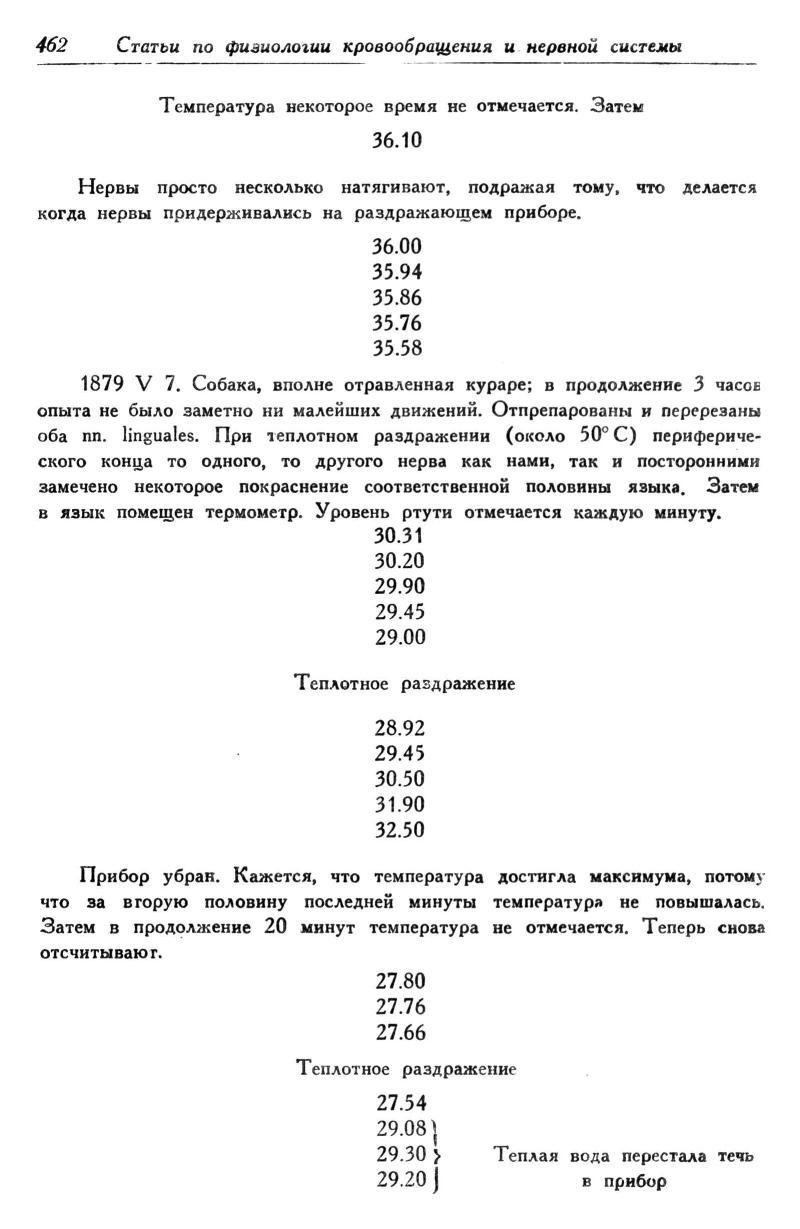 462 Статьи по физиологии кровообращения и нервной системы
Температура некоторое время не отмечается. Затем
36.10
Нервы просто несколько натягивают, подражая тому, что делается
когда нервы придерживались на раздражающем приборе.
36.00
35.94
35.86
35.76
35.58
1879 V 7. Собака, вполне отравленная кураре; в продолжение 3 часов
опыта не было заметно ни малейших движений. Отпрепарованы и перерезаны
оба nn. linguales. При теплотном раздражении (около 50° С) перифериче-
ского конца то одного, то другого нерва как нами, так и посторонними
замечено некоторое покраснение соответственной половины языка. Затем
в язык помещен термометр. Уровень ртути отмечается каждую минуту.
30.31
30.20
29.90
29.45
29.00
Теплотное раздражение
28.92
29.45
30.50
31.90
32.50
Прибор убран. Кажется, что температура достигла максимума, потому
что за вторую половину последней минуты температура не повышалась.
Затем в продолжение 20 минут температура не отмечается. Теперь снова
отсчитывают.
27.80
27.76
27.66
Теплотное раздражение
27.54
29.08
29.30 } Теплая вода перестала течь
29.20 в прибор